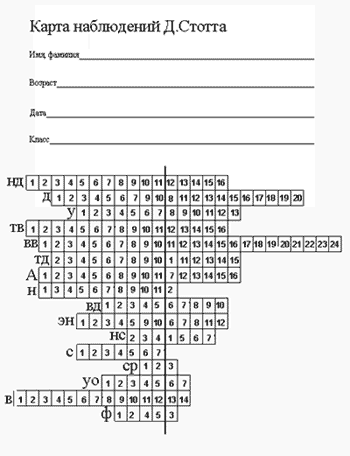 Карта наблюдений Д.Стотта
Имя, фамилия
Возраст
Дата
Класс
НД 1 2 3 4 5 6 7 8 9 10 11 12 13 14 15 16
Д 1 2 3 4 5 6 7 9 10 8 11 12 13 14 15 16 17 18 19 20
У 1 2 3 4 5 6 7 8 9 10 11 12 13
ТВ 1 2 3 4 5 6 7 8 9 10 11 12 13 14 15 16
ВВ 1 2 3 4 5 6 7 8 9 10 11 12 13 14 15 16 17 18 19 20 21 22 23 24
ТД 2 3 4 5 6 8 9 10 1 11 14 15 16
А 1 2 3 4 5 6 8 9 10 11 7 12 13 14 15 16
Н 1 3 4 5 6 7 8 9 10 11 2
ВД 1 2 3 4 5 6 7 8 9 10
ЭН 1 2 3 4 5 9 10 6 7 8 11 12
НС 2 3 4 1 5 6 7
С 1 2 3 4 5 6 7
СР 1 2 3
УО 1 2 3 4 5 6 7
В 1 2 3 4 5 6 7 8 9 10 11 12 13 14
Ф 1 2 4 5 3